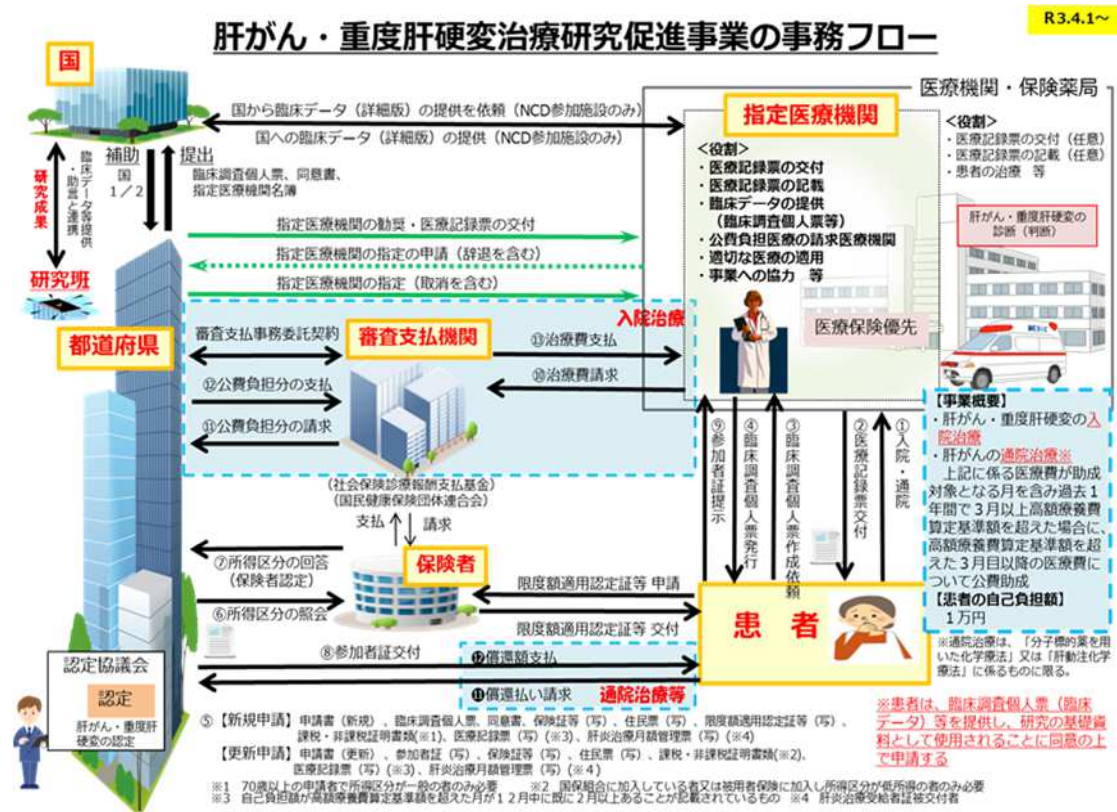 R3.4.1～
肝がん・重度肝硬変治療研究促進事業の事務フロー
国
国から臨床データ（詳細版）の提供を依頼（NCD参加施設のみ）
国への臨床データ（詳細版）の提供（NCD参加施設のみ）
補助
国
1／2
提出
臨床調査個人票、同意書、
指定医療機関名簿
研究成果
臨床データ等提供
・助言と連携
研究班
医療機関・保険薬局
指定医療機関
＜役割＞
・医療記録票の交付
・医療記録票の記載
・臨床データの提供
（臨床調査個人票等）
・公費負担医療の請求医療機関
・適切な医療の適用
・事業への協力　等
＜役割＞
・医療記録票の交付（任意）
・医療記録票の記載（任意）
・患者の治療　等
肝がん・重度肝硬変の
診断（判断）
医療保険優先
指定医療機関の勧奨・医療記録票の交付
指定医療機関の指定の申請（辞退を含む）
指定医療機関の指定（取消を含む）
都道府県
入院治療
審査支払事務委託契約
審査支払機関
⑬治療費支払
⑩治療費請求
⑫公費負担分の支払
⑪公費負担分の請求
（社会保険診療報酬支払基金）
（国民健康保険団体連合会）
支払
請求
⑨参加者証提示
④臨床調査個人票発行
③臨床調査個人票作成依頼
②医療記録票交付
①入院・通院
【事業概要】
・肝がん・重度肝硬変の入
院治療
・肝がんの通院治療※
上記に係る医療費が助成
対象となる月を含み過去1
年間で3月以上高額療養費
算定基準額を超えた場合に、
高額療養費算定基準額を超
えた3月目以降の医療費に
ついて公費助成
【患者の自己負担額】
1万円
※通院治療は、「分子標的薬を用
いた化学療法」又は「肝動注化学
療法」に係るものに限る。
⑦所得区分の回答
（保険者認定）
⑥所得区分の照会
保険者
限度額適用認定証等 申請
限度額適用認定証等 交付
患　者
⑧参加者証交付
⓬償還額支払
⓫償還払い請求
通院治療等
認定協議会
認定
肝がん・重度肝
硬変の認定
※患者は、臨床調査個人票（臨床
データ）等を提供し、研究の基礎資
料として使用されることに同意の上
で申請する
⑤【新規申請】申請書（新規）、臨床調査個人票、同意書、保険証等（写）、住民票（写）、限度額適用認定証等（写）、
課税・非課税証明書類(※1)、医療記録票（写）（※3）、肝炎治療月額管理票（写）（※4）
【更新申請】申請書（更新）、参加者証（写）、保険証等（写）、住民票（写）、課税・非課税証明書類(※2)、
医療記録票（写）（※3）、肝炎治療月額管理票（写）（※4）
※1　70歳以上の申請者で所得区分が一般の者のみ必要　　※2　国保組合に加入している者又は被用者保険に加入し所得区分が低所得の者のみ必要
※3　自己負担額が高額療養費算定基準額を超えた月が12月中に既に2月以上あることが記載されているもの　※4　肝炎治療受給者証被交付者